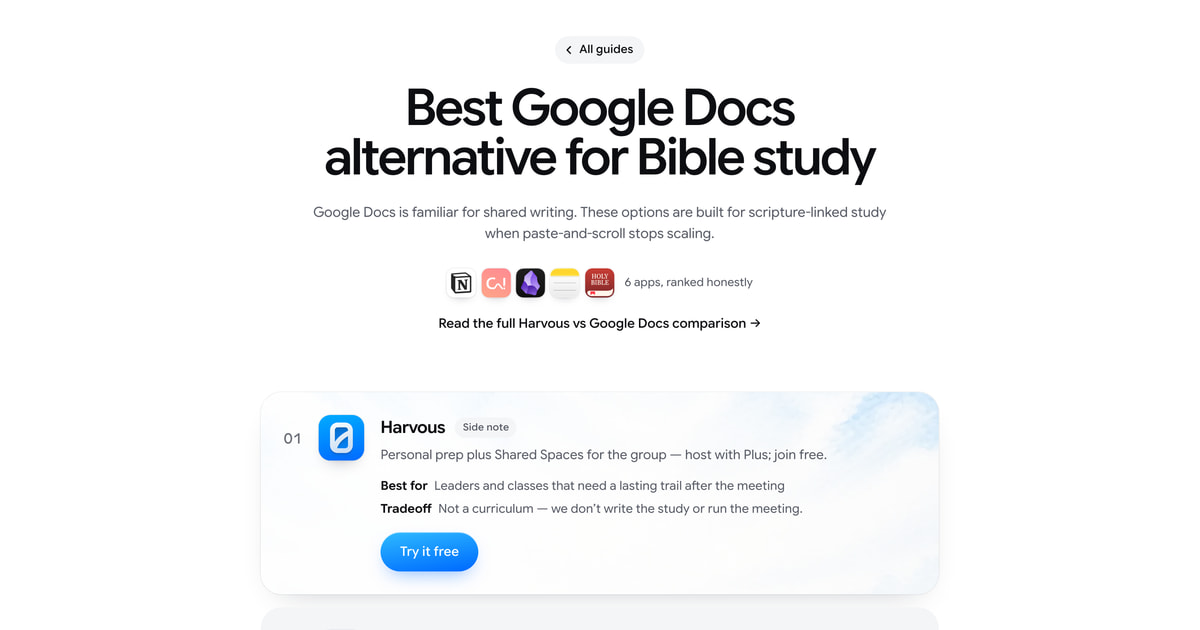 All guides
Best Google Docs
alternative for Bible study
Google Docs is familiar for shared writing. These options are built for scripture-linked study
when paste-and-scroll stops scaling.
HOLY
BIBLE
6 apps, ranked honestly
Read the full Harvous vs Google Docs comparison →
01
Harvous
Side note
Personal prep plus Shared Spaces for the group — host with Plus; join free.
Best for Leaders and classes that need a lasting trail after the meeting
Tradeoff Not a curriculum — we don’t write the study or run the meeting.
Try it free